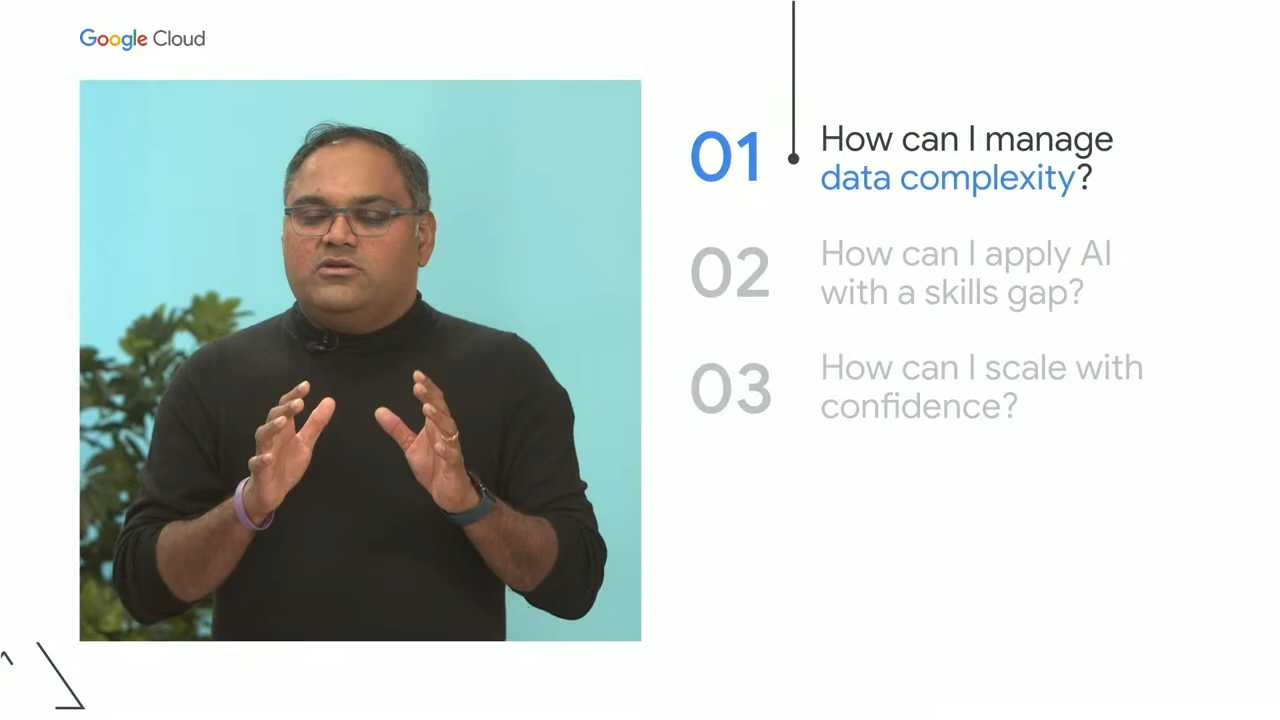 Google Cloud
01
How can I manage
data complexity?
02
How can I apply AI
with a skills gap?
03
How can I scale with
confidence?